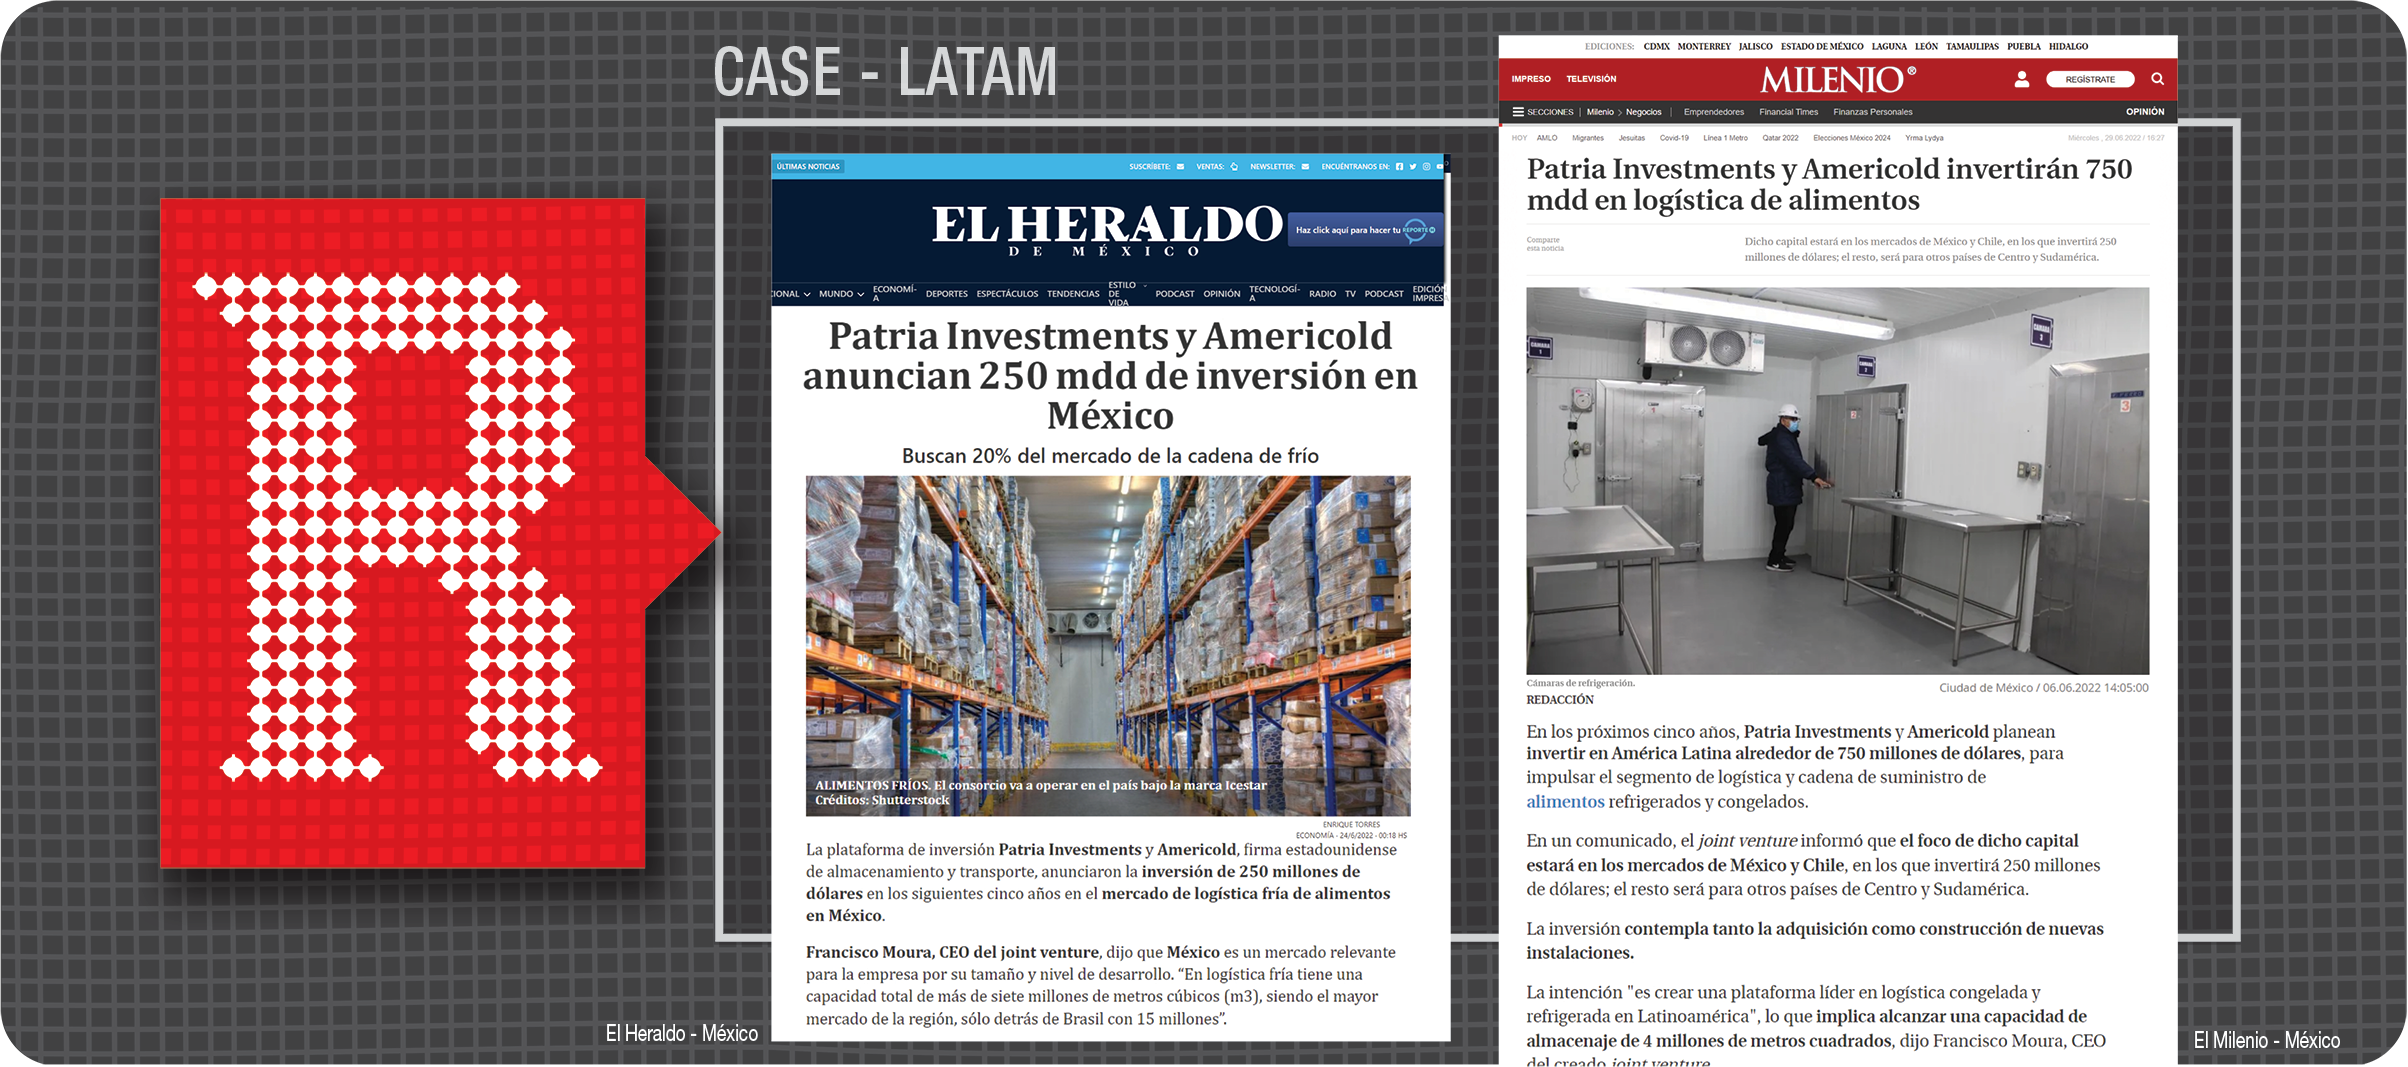 CASE - LATAM
R
ÚLTIMAS NOTICIAS
SUSCRÍBETE: VENTAS: NEWSLETTER: ENCUÉNTRANOS EN:
EL HERALDO
DE MÉXICO
Haz click aquí para hacer tu REPORTE H
CIONAL MUNDO ECONOMÍ-A DEPORTES ESPECTÁCULOS TENDENCIAS ESTILO DE VIDA PODCAST OPINIÓN TECNOLOGÍ-A RADIO TV PODCAST EDICIÓN IMPRESA
Patria Investments y Americold
anuncian 250 mdd de inversión en
México
Buscan 20% del mercado de la cadena de frío
ALIMENTOS FRÍOS. El consorcio va a operar en el país bajo la marca Icestar
Créditos: Shutterstock
ENRIQUE TORRES
ECONOMÍA - 24/6/2022 - 00:18 HS
La plataforma de inversión Patria Investments y Americold, firma estadounidense
de almacenamiento y transporte, anunciaron la inversión de 250 millones de
dólares en los siguientes cinco años en el mercado de logística fría de alimentos
en México.
Francisco Moura, CEO del joint venture, dijo que México es un mercado relevante
para la empresa por su tamaño y nivel de desarrollo. “En logística fría tiene una
capacidad total de más de siete millones de metros cúbicos (m3), siendo el mayor
mercado de la región, sólo detrás de Brasil con 15 millones”.
El Heraldo - México
EDICIONES: CDMX MONTERREY JALISCO ESTADO DE MÉXICO LAGUNA LEÓN TAMAULIPAS PUEBLA HIDALGO
IMPRESO TELEVISIÓN MILENIO® REGÍSTRATE
SECCIONES | Milenio > Negocios | Emprendedores Financial Times Finanzas Personales OPINIÓN
HOY AMLO Migrantes Jesuitas Covid-19 Línea 1 Metro Qatar 2022 Elecciones México 2024 Yrma Lydya Miércoles, 29.06.2022 / 16:27
Patria Investments y Americold invertirán 750
mdd en logística de alimentos
Comparte
esta noticia
Dicho capital estará en los mercados de México y Chile, en los que invertirá 250
millones de dólares; el resto, será para otros países de Centro y Sudamérica.
CAMARA
1
CAMARA
CAMARA
3
1
2
3
Cámaras de refrigeración.
REDACCIÓN
Ciudad de México / 06.06.2022 14:05:00
En los próximos cinco años, Patria Investments y Americold planean
invertir en América Latina alrededor de 750 millones de dólares, para
impulsar el segmento de logística y cadena de suministro de
alimentos refrigerados y congelados.
En un comunicado, el joint venture informó que el foco de dicho capital
estará en los mercados de México y Chile, en los que invertirá 250 millones
de dólares; el resto será para otros países de Centro y Sudamérica.
La inversión contempla tanto la adquisición como construcción de nuevas
instalaciones.
La intención "es crear una plataforma líder en logística congelada y
refrigerada en Latinoamérica", lo que implica alcanzar una capacidad de
almacenaje de 4 millones de metros cuadrados, dijo Francisco Moura, CEO
del creado joint venture
El Milenio - México